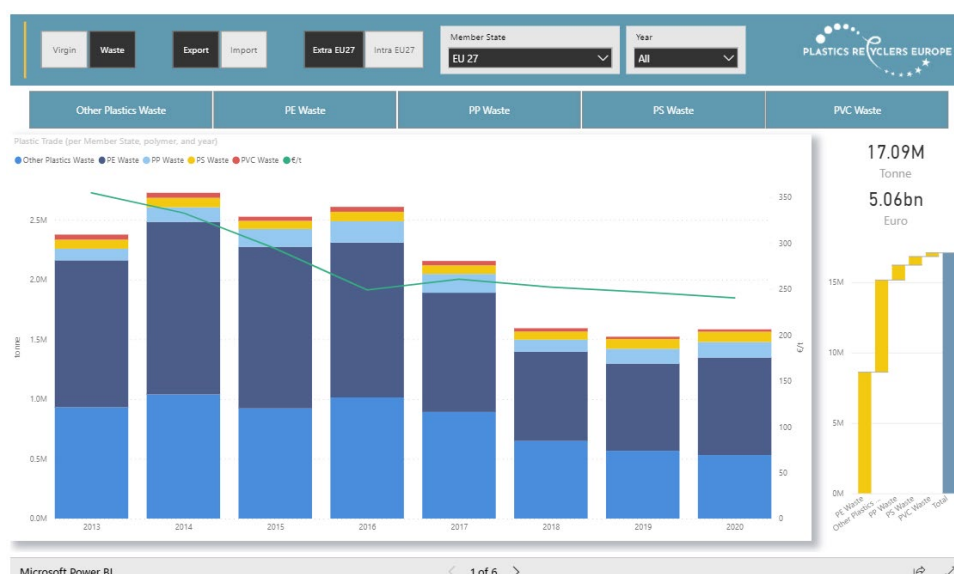 Virgin Waste Export Import Extra EU27 Intra EU27
Member State
EU 27
Year
All
PLASTICS RECYCLERS EUROPE
Other Plastics Waste PE Waste PP Waste PS Waste PVC Waste
Plastic Trade (per Member State, polymer, and year)
Other Plastics Waste PE Waste PP Waste PS Waste PVC Waste €/t
2.5M
2.0M
1.5M
1.0M
0.5M
0.0M
tonne
350
300
250
200
150
100
50
0
€/t
2013 2014 2015 2016 2017 2018 2019 2020
17.09M
Tonne
5.06bn
Euro
15M
10M
5M
0M
PE Waste
Other Plastics ...
PP Waste
PS Waste
PVC Waste
Total
Microsoft Power BI
1 of 6